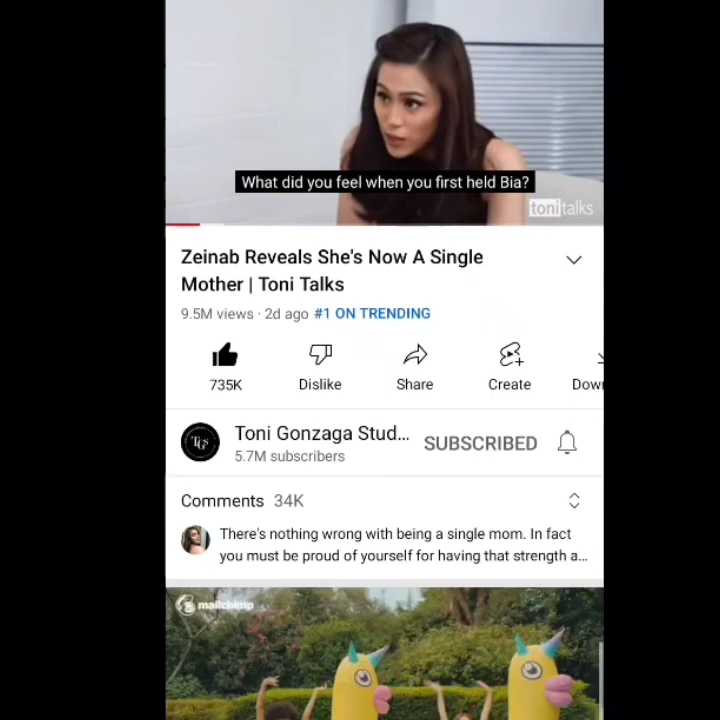 What did you feel when you first held Bia?
toni talks
Zeinab Reveals She's Now A Single
Mother | Toni Talks
9.5M views · 2d ago #1 ON TRENDING
735K Dislike Share Create Dow
TGS
Toni Gonzaga Stud... SUBSCRIBED
5.7M subscribers
Comments 34K
There's nothing wrong with being a single mom. In fact
you must be proud of yourself for having that strength a...
mailchimp